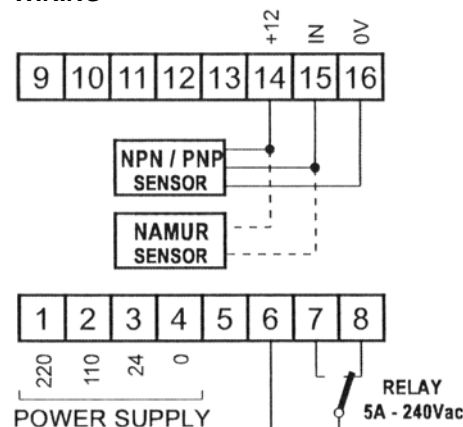 +12 IN 0V
9 10 11 12 13 14 15 16
NPN / PNP
SENSOR
NAMUR
SENSOR
1 2 3 4 5 6 7 8
220 110 24 0
RELAY
5A - 240Vac
POWER SUPPLY